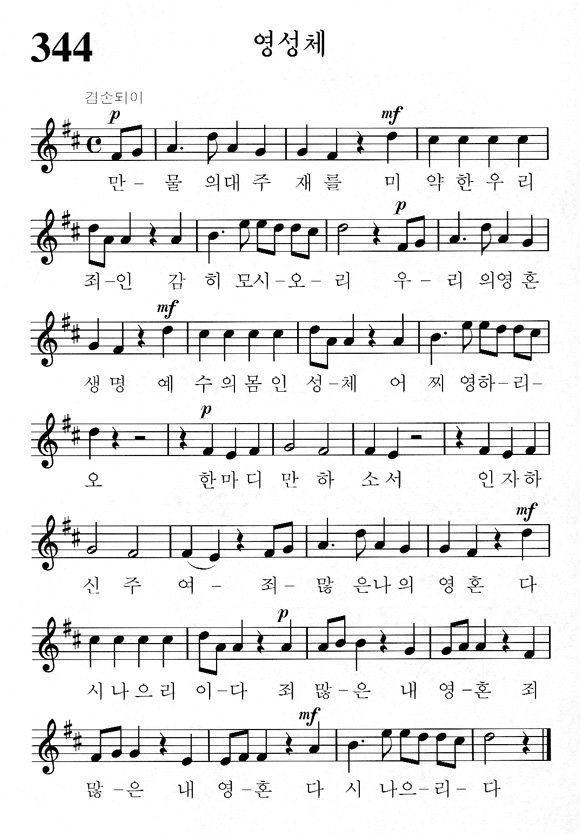 344
영성체
겸손되이
p
mf
만 - 물 의대 주 재를 미 약한우리
p
죄-인 감 히 모시-오-리 우-리 의영혼
mf
생명 예 수의몸인 성-체 어 찌 영하-리-
p
오 한마디 만하 소서 인자하
mf
신주 여- 죄- 많 은나의 영혼 다
p
시나으리 이-다 죄 많-은 내 영-혼 죄
mf
많-은 내 영-혼 다 시 나으-리-다